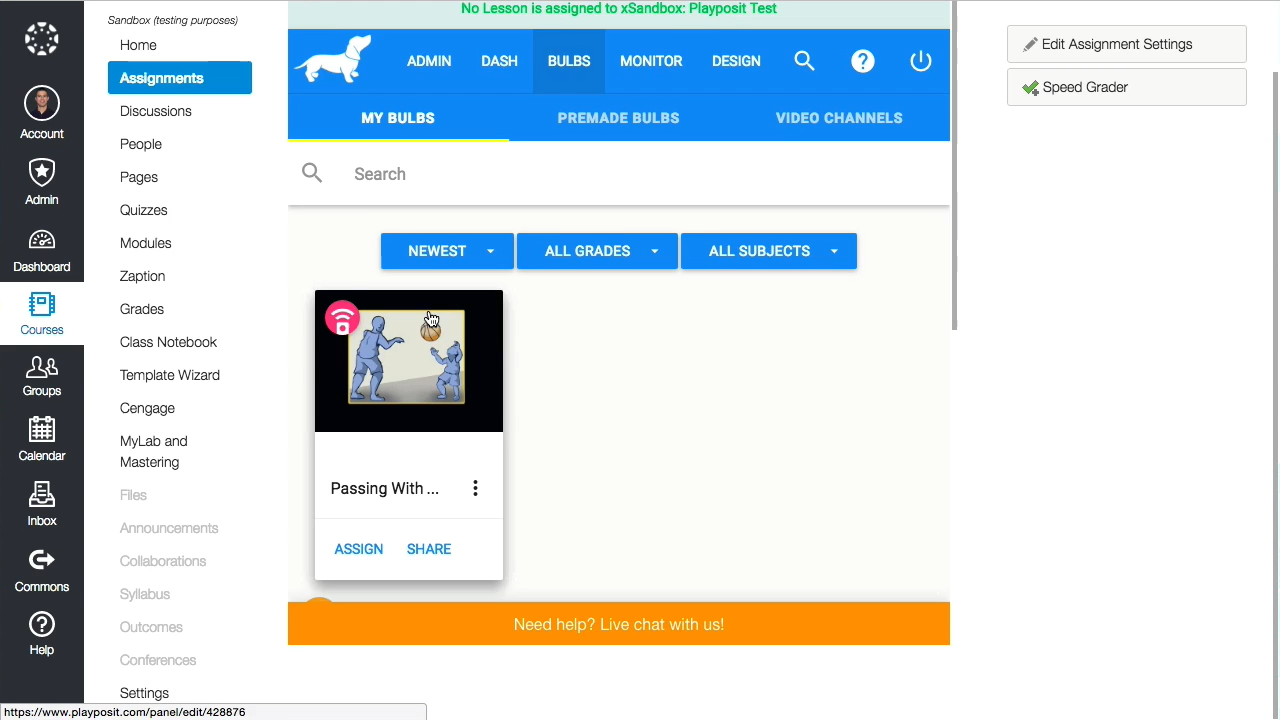 Sandbox (testing purposes)
Home
Assignments
Discussions
People
Pages
Quizzes
Modules
Zaption
Grades
Class Notebook
Template Wizard
Cengage
MyLab and
Mastering
Files
Announcements
Collaborations
Syllabus
Outcomes
Conferences
Settings
Account
Admin
Dashboard
Courses
Groups
Calendar
Inbox
Commons
Help
No Lesson is assigned to xSandbox: Playposit Test
ADMIN DASH BULBS MONITOR DESIGN
MY BULBS PREMADE BULBS VIDEO CHANNELS
Search
NEWEST ALL GRADES ALL SUBJECTS
Passing With ...
ASSIGN SHARE
Need help? Live chat with us!
Edit Assignment Settings
Speed Grader
https://www.playposit.com/panel/edit/428876